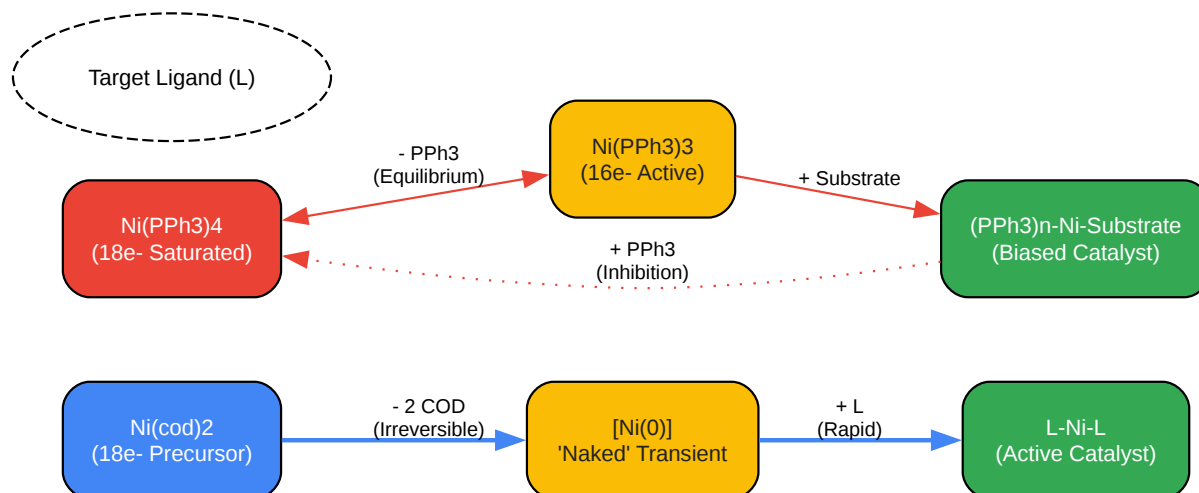 Target Ligand (L)
- PPh3
(Equilibrium)
Ni(PPh3)3
(16e- Active)
+ Substrate
Ni(PPh3)4
(18e- Saturated)
(PPh3)n-Ni-Substrate
(Biased Catalyst)
+ PPh3
(Inhibition)
Ni(cod)2
(18e- Precursor)
- 2 COD
(Irreversible)
[Ni(0)]
'Naked' Transient
+ L
(Rapid)
L-Ni-L
(Active Catalyst)